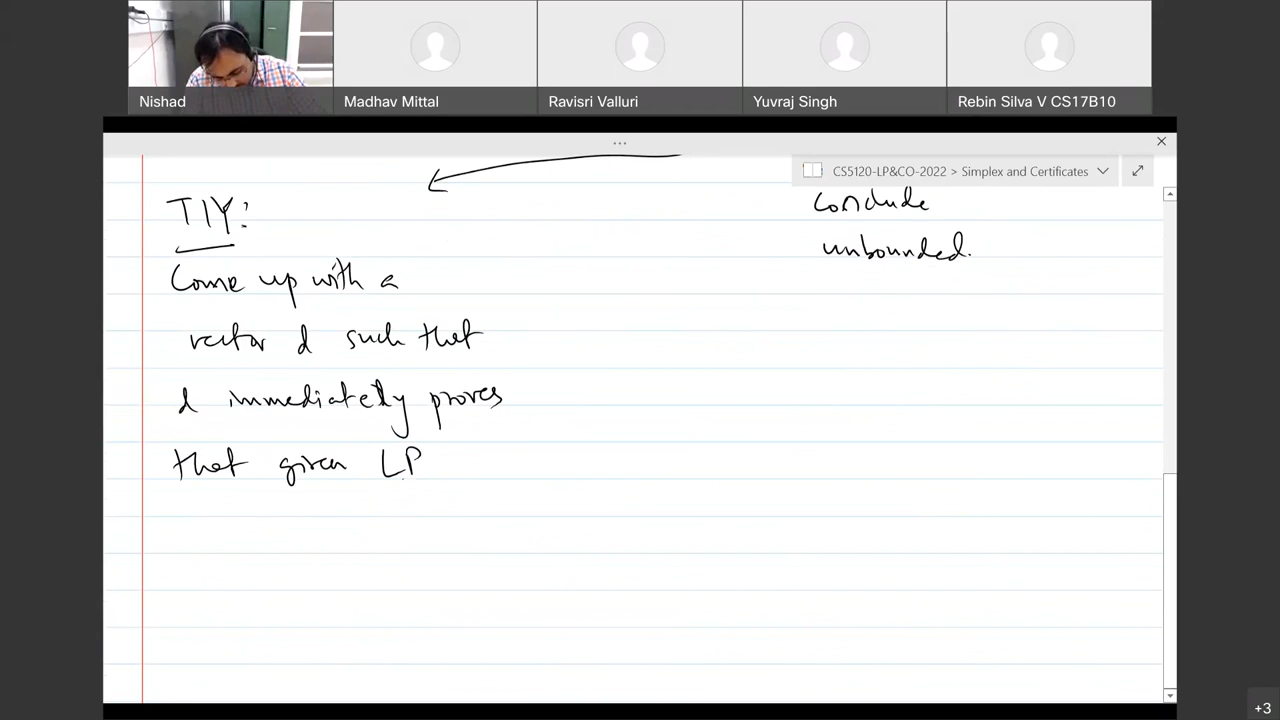 Nishad
Madhav Mittal
Ravisri Valluri
Yuvraj Singh
Rebin Silva V CS17B10
CS5120-LP&CO-2022 > Simplex and Certificates
conclude
unbounded.
TIY:
Come up with a
vector d such that
d immediately proves
that given LP
+3